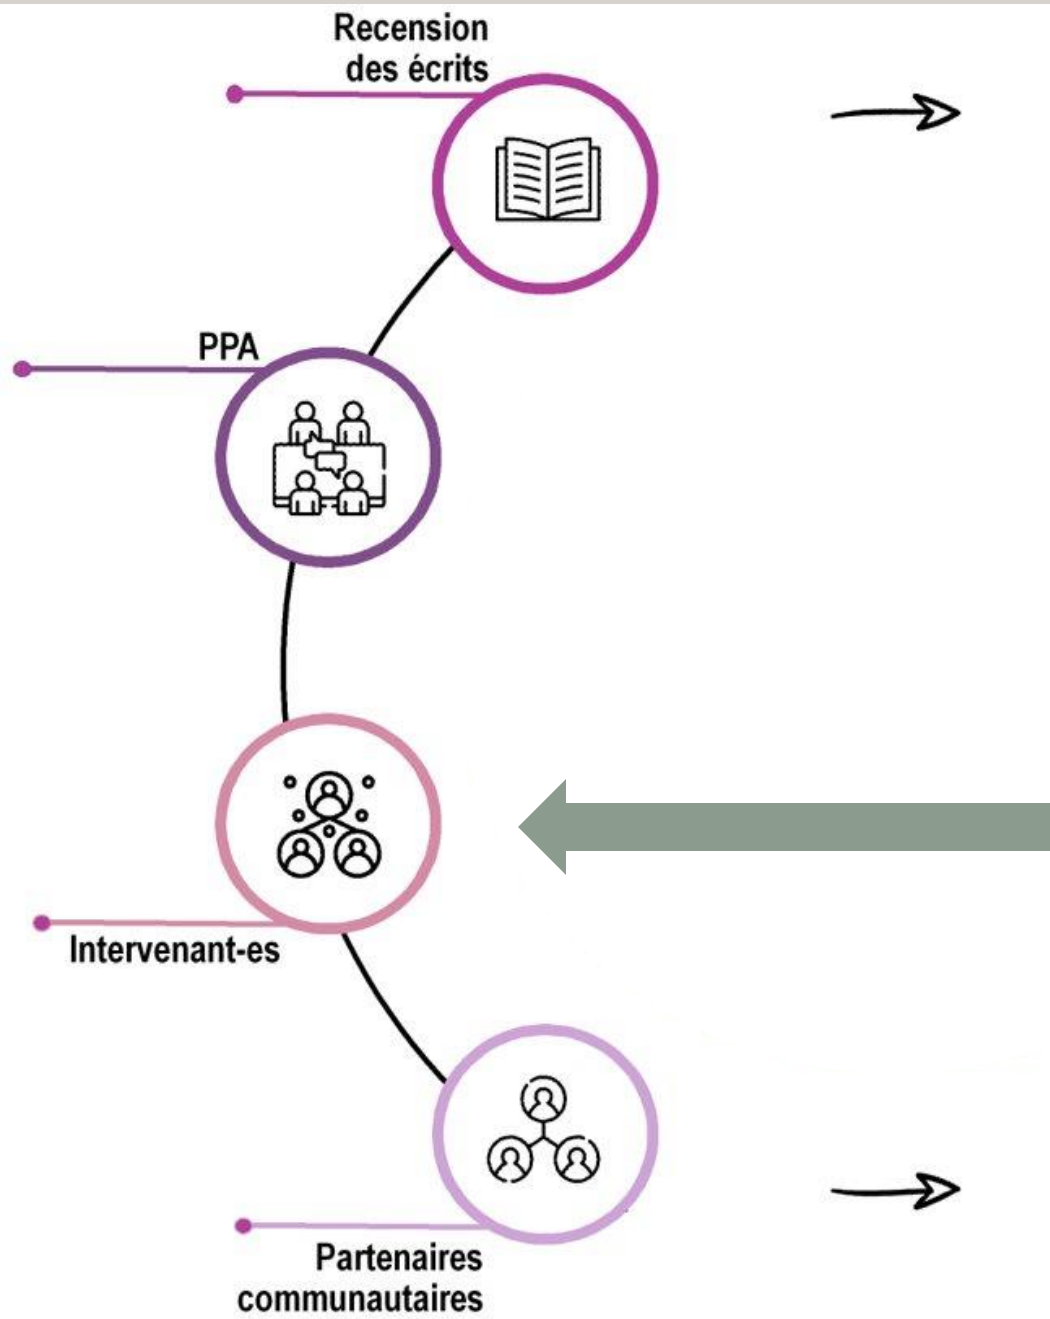 Recension
des écrits
PPA
Intervenant-es
Partenaires
communautaires